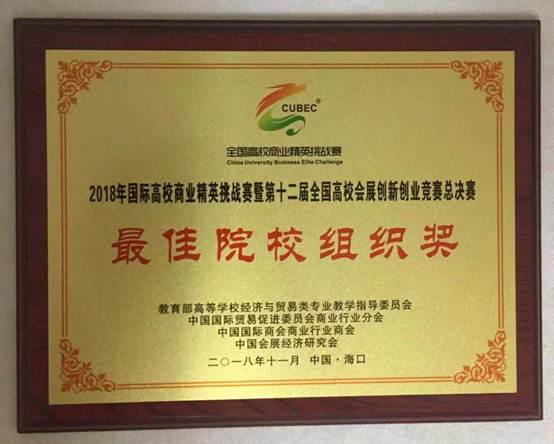 CUBEC®
全国高校商业精英挑战赛
China University Business Elite Challenge
2018年国际高校商业精英挑战赛暨第十二届全国高校会展创新创业竞赛总决赛
最佳院校组织奖
教育部高等学校经济与贸易类专业教学指导委员会
中国国际贸易促进委员会商业行业分会
中国国际商会商业行业商会
中国会展经济研究会
二〇一八年十一月 中国·海口